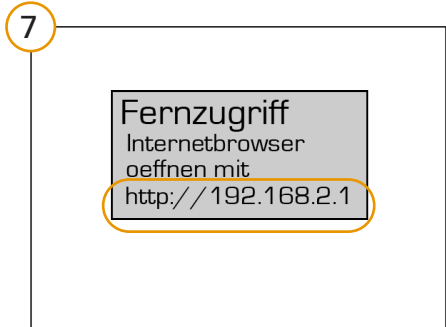 7
Fernzugriff
Internetbrowser
oeffnen mit
http://192.168.2.1